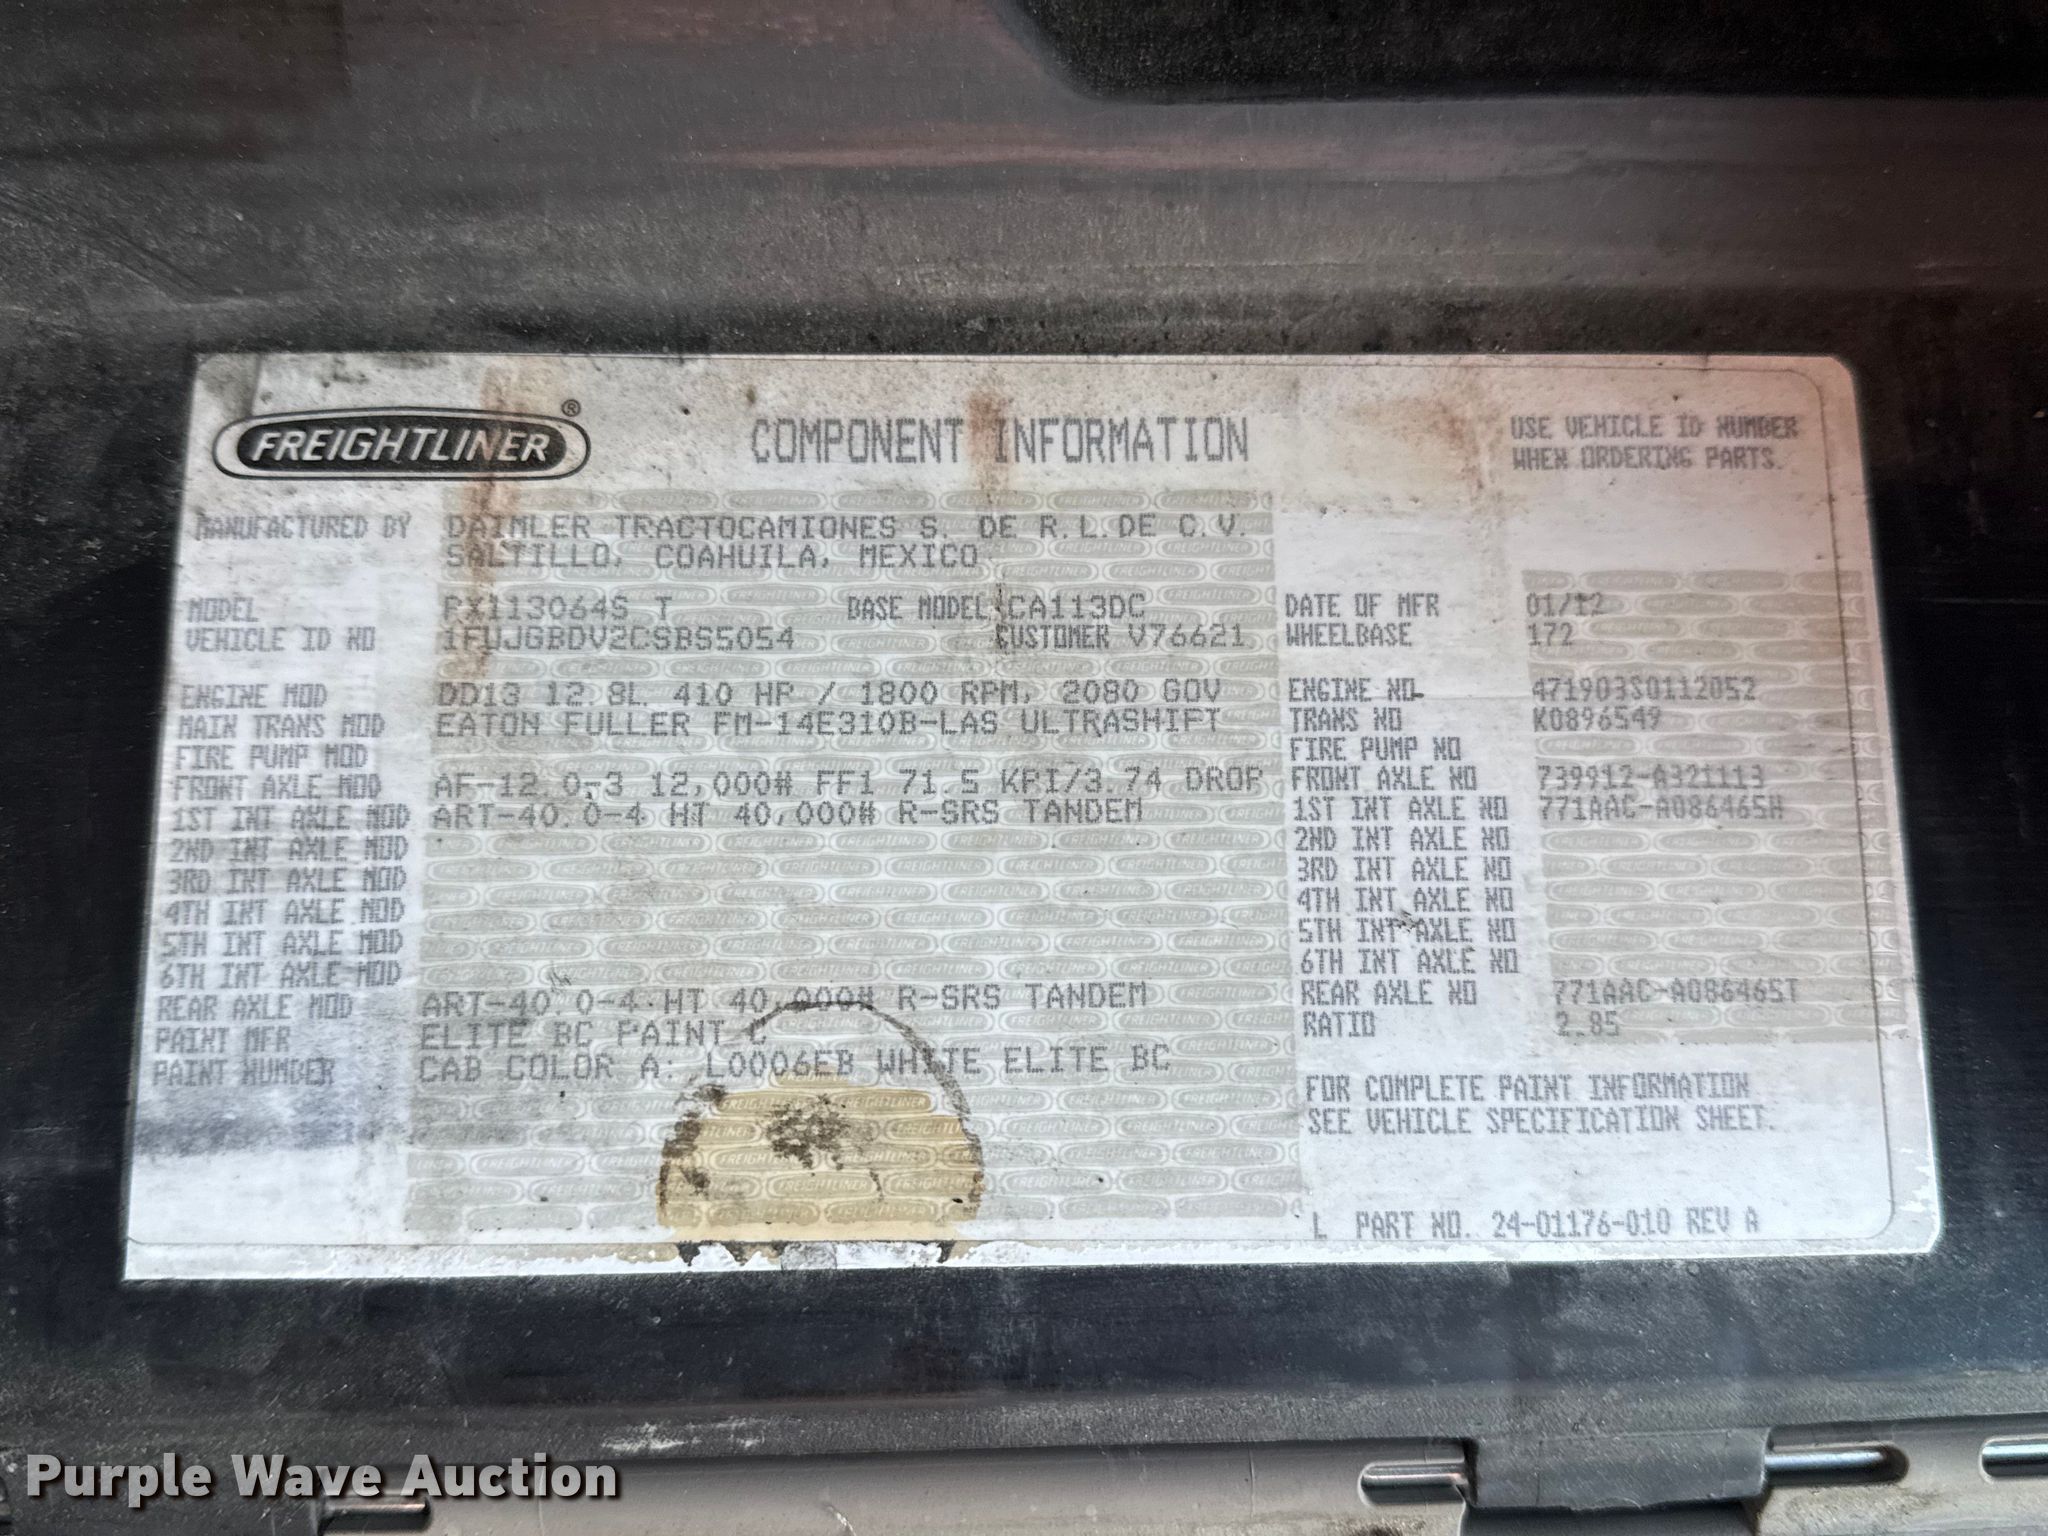 FREIGHTLINER®
COMPONENT INFORMATION
USE VEHICLE ID NUMBER
WHEN ORDERING PARTS.
MANUFACTURED BY DAIMLER TRACTOCAMIONES S. DE R.L.DE C.V.
SALTILLO, COAHUILA, MEXICO
MODEL PX113064S T BASE MODEL CA113DC DATE OF MFR 01/12
VEHICLE ID NO 1FUJGBDV2CSBS5054 CUSTOMER V76621 WHEELBASE 172
ENGINE MOD DD13 12.8L 410 HP / 1800 RPM, 2080 GOV ENGINE NO 471903S0112052
MAIN TRANS MOD EATON FULLER FM-14E310B-LAS ULTRASHIFT TRANS NO K0896549
FIRE PUMP MOD FIRE PUMP NO
FRONT AXLE MOD AF-12.0-3 12,000# FF1 71.5 KPI/3.74 DROP FRONT AXLE NO 739912-A321113
1ST INT AXLE MOD ART-40.0-4 HT 40,000# R-SRS TANDEM 1ST INT AXLE NO 771AAC-A086465H
2ND INT AXLE MOD 2ND INT AXLE NO
3RD INT AXLE MOD 3RD INT AXLE NO
4TH INT AXLE MOD 4TH INT AXLE NO
5TH INT AXLE MOD 5TH INT AXLE NO
6TH INT AXLE MOD 6TH INT AXLE NO
REAR AXLE MOD ART-40.0-4 HT 40,000# R-SRS TANDEM REAR AXLE NO 771AAC-A086465T
PAINT MFR ELITE BC PAINT C RATIO 2.85
PAINT NUMBER CAB COLOR A: L0006EB WHITE ELITE BC
FOR COMPLETE PAINT INFORMATION
SEE VEHICLE SPECIFICATION SHEET.
L PART NO. 24-01176-010 REV A
Purple Wave Auction